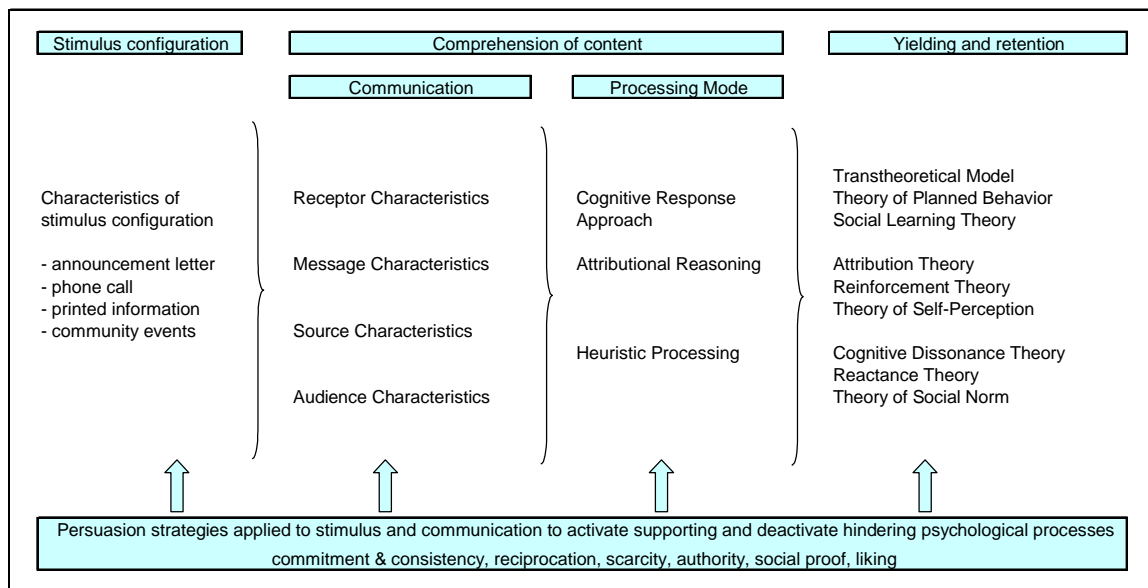 Stimulus configuration
Comprehension of content
Yielding and retention
Communication
Processing Mode
Characteristics of
stimulus configuration
- announcement letter
- phone call
- printed information
- community events
Receptor Characteristics
Message Characteristics
Source Characteristics
Audience Characteristics
Cognitive Response
Approach
Attributional Reasoning
Heuristic Processing
Transtheoretical Model
Theory of Planned Behavior
Social Learning Theory
Attribution Theory
Reinforcement Theory
Theory of Self-Perception
Cognitive Dissonance Theory
Reactance Theory
Theory of Social Norm
Persuasion strategies applied to stimulus and communication to activate supporting and deactivate hindering psychological processes
commitment & consistency, reciprocation, scarcity, authority, social proof, liking